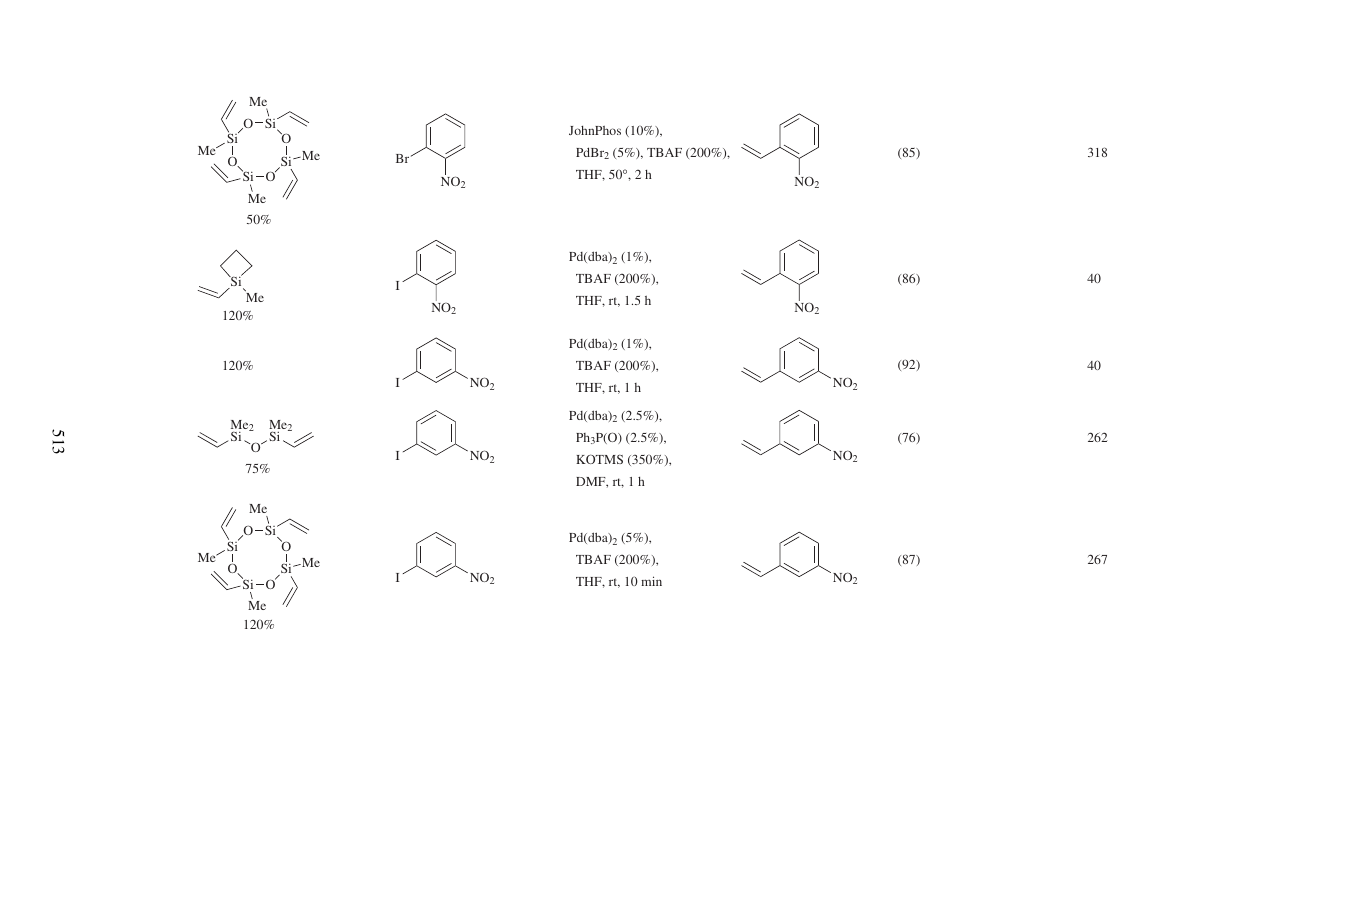 Me
O Si
Si O
Me
O Si Me
Si O
Me
50%
Br
NO2
JohnPhos (10%),
PdBr2 (5%), TBAF (200%),
THF, 50°, 2 h
NO2
(85)
318
Si
Me
120%
I
NO2
Pd(dba)2 (1%),
TBAF (200%),
THF, rt, 1.5 h
NO2
(86)
40
120%
I
NO2
Pd(dba)2 (1%),
TBAF (200%),
THF, rt, 1 h
NO2
(92)
40
Me2 Me2
Si Si
O
75%
I
NO2
Pd(dba)2 (2.5%),
Ph3P(O) (2.5%),
KOTMS (350%),
DMF, rt, 1 h
NO2
(76)
262
Me
O Si
Si O
Me
O Si Me
Si O
Me
120%
I
NO2
Pd(dba)2 (5%),
TBAF (200%),
THF, rt, 10 min
NO2
(87)
267
513